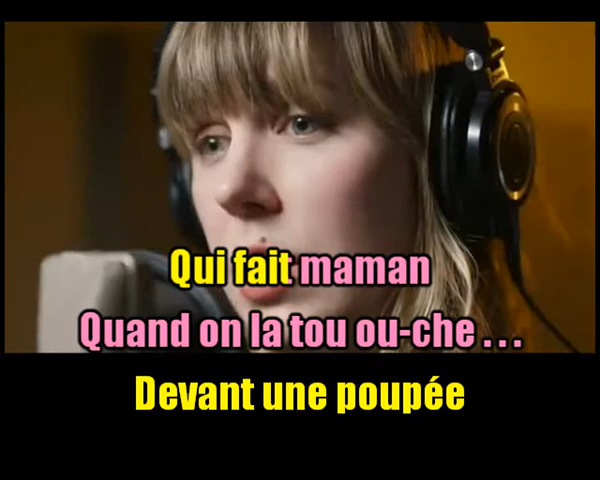 Qui fait maman
Quand on la tou ou-che . . .
Devant une poupée